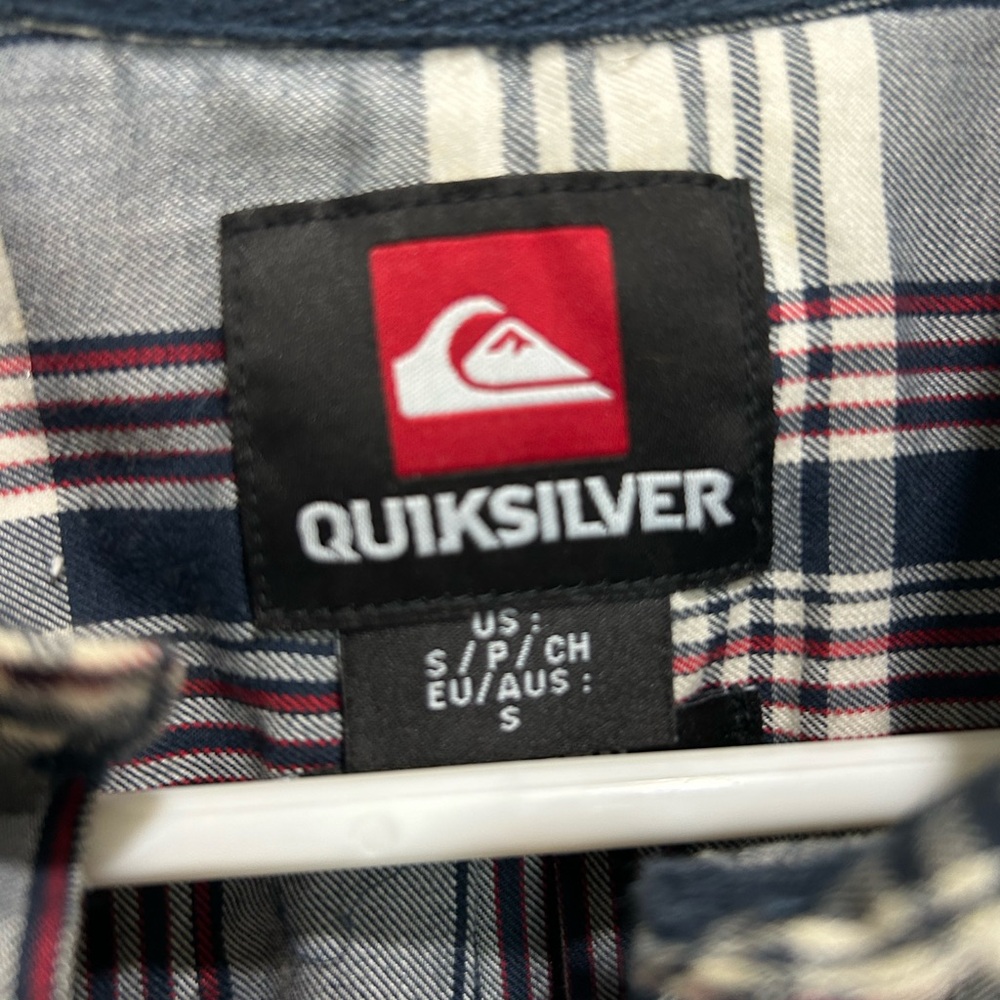 QUIKSILVER
US :
S / P / CH
EU/AUS :
S